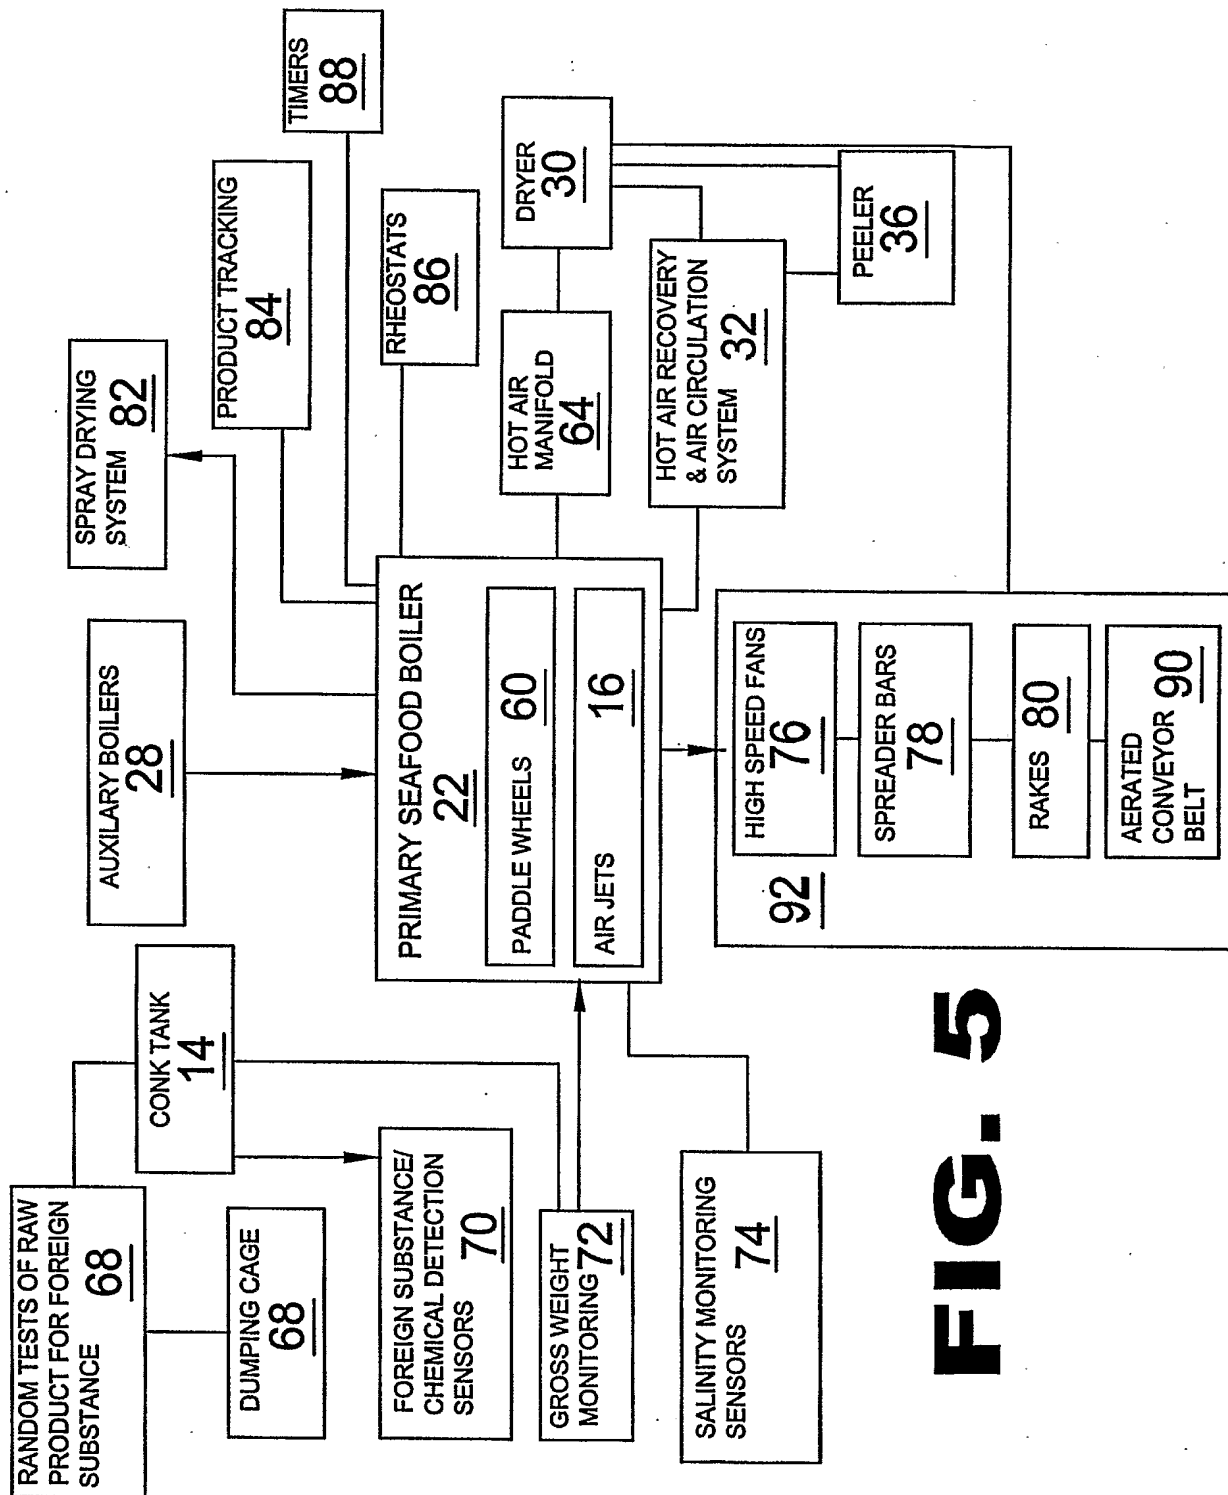 RANDOM TESTS OF RAW
PRODUCT FOR FOREIGN
SUBSTANCE
68
DUMPING CAGE
68
CONK TANK
14
FOREIGN SUBSTANCE/
CHEMICAL DETECTION
SENSORS
70
GROSS WEIGHT
MONITORING
72
SALINITY MONITORING
SENSORS
74
AUXILARY BOILERS
28
SPRAY DRYING
SYSTEM
82
PRODUCT TRACKING
84
TIMERS
88
RHEOSTATS
86
PRIMARY SEAFOOD BOILER
22
PADDLE WHEELS
60
AIR JETS
16
HOT AIR
MANIFOLD
64
DRYER
30
HOT AIR RECOVERY
& AIR CIRCULATION
SYSTEM
32
PEELER
36
92
HIGH SPEED FANS
76
SPREADER BARS
78
RAKES
80
AERATED
CONVEYOR
BELT
90
FIG. 5